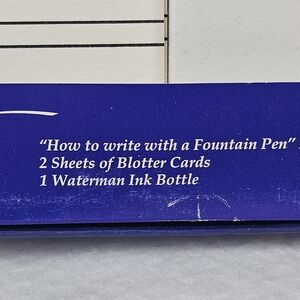 "How to write with a Fountain Pen"
2 Sheets of Blotter Cards
1 Waterman Ink Bottle